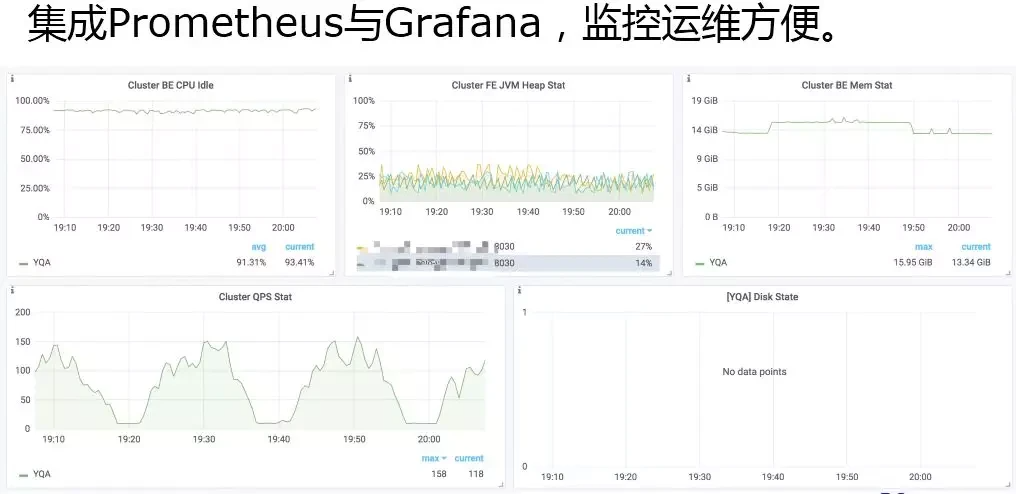 集成Prometheus与Grafana，监控运维方便。
Cluster BE CPU Idle
100.00%
75.00%
50.00%
25.00%
0%
19:10 19:20 19:30 19:40 19:50 20:00
avg current
YQA 91.31% 93.41%
Cluster FE JVM Heap Stat
100%
75%
50%
25%
0%
19:10 19:20 19:30 19:40 19:50 20:00
current
8030 27%
8030 14%
Cluster BE Mem Stat
19 GiB
14 GiB
9 GiB
5 GiB
0 B
19:10 19:20 19:30 19:40 19:50 20:00
max current
YQA 15.95 GiB 13.34 GiB
Cluster QPS Stat
200
150
100
50
0
19:10 19:20 19:30 19:40 19:50 20:00
max current
YQA 158 118
[YQA] Disk State
1
No data points
0
19:10 19:20 19:30 19:40 19:50 20:00